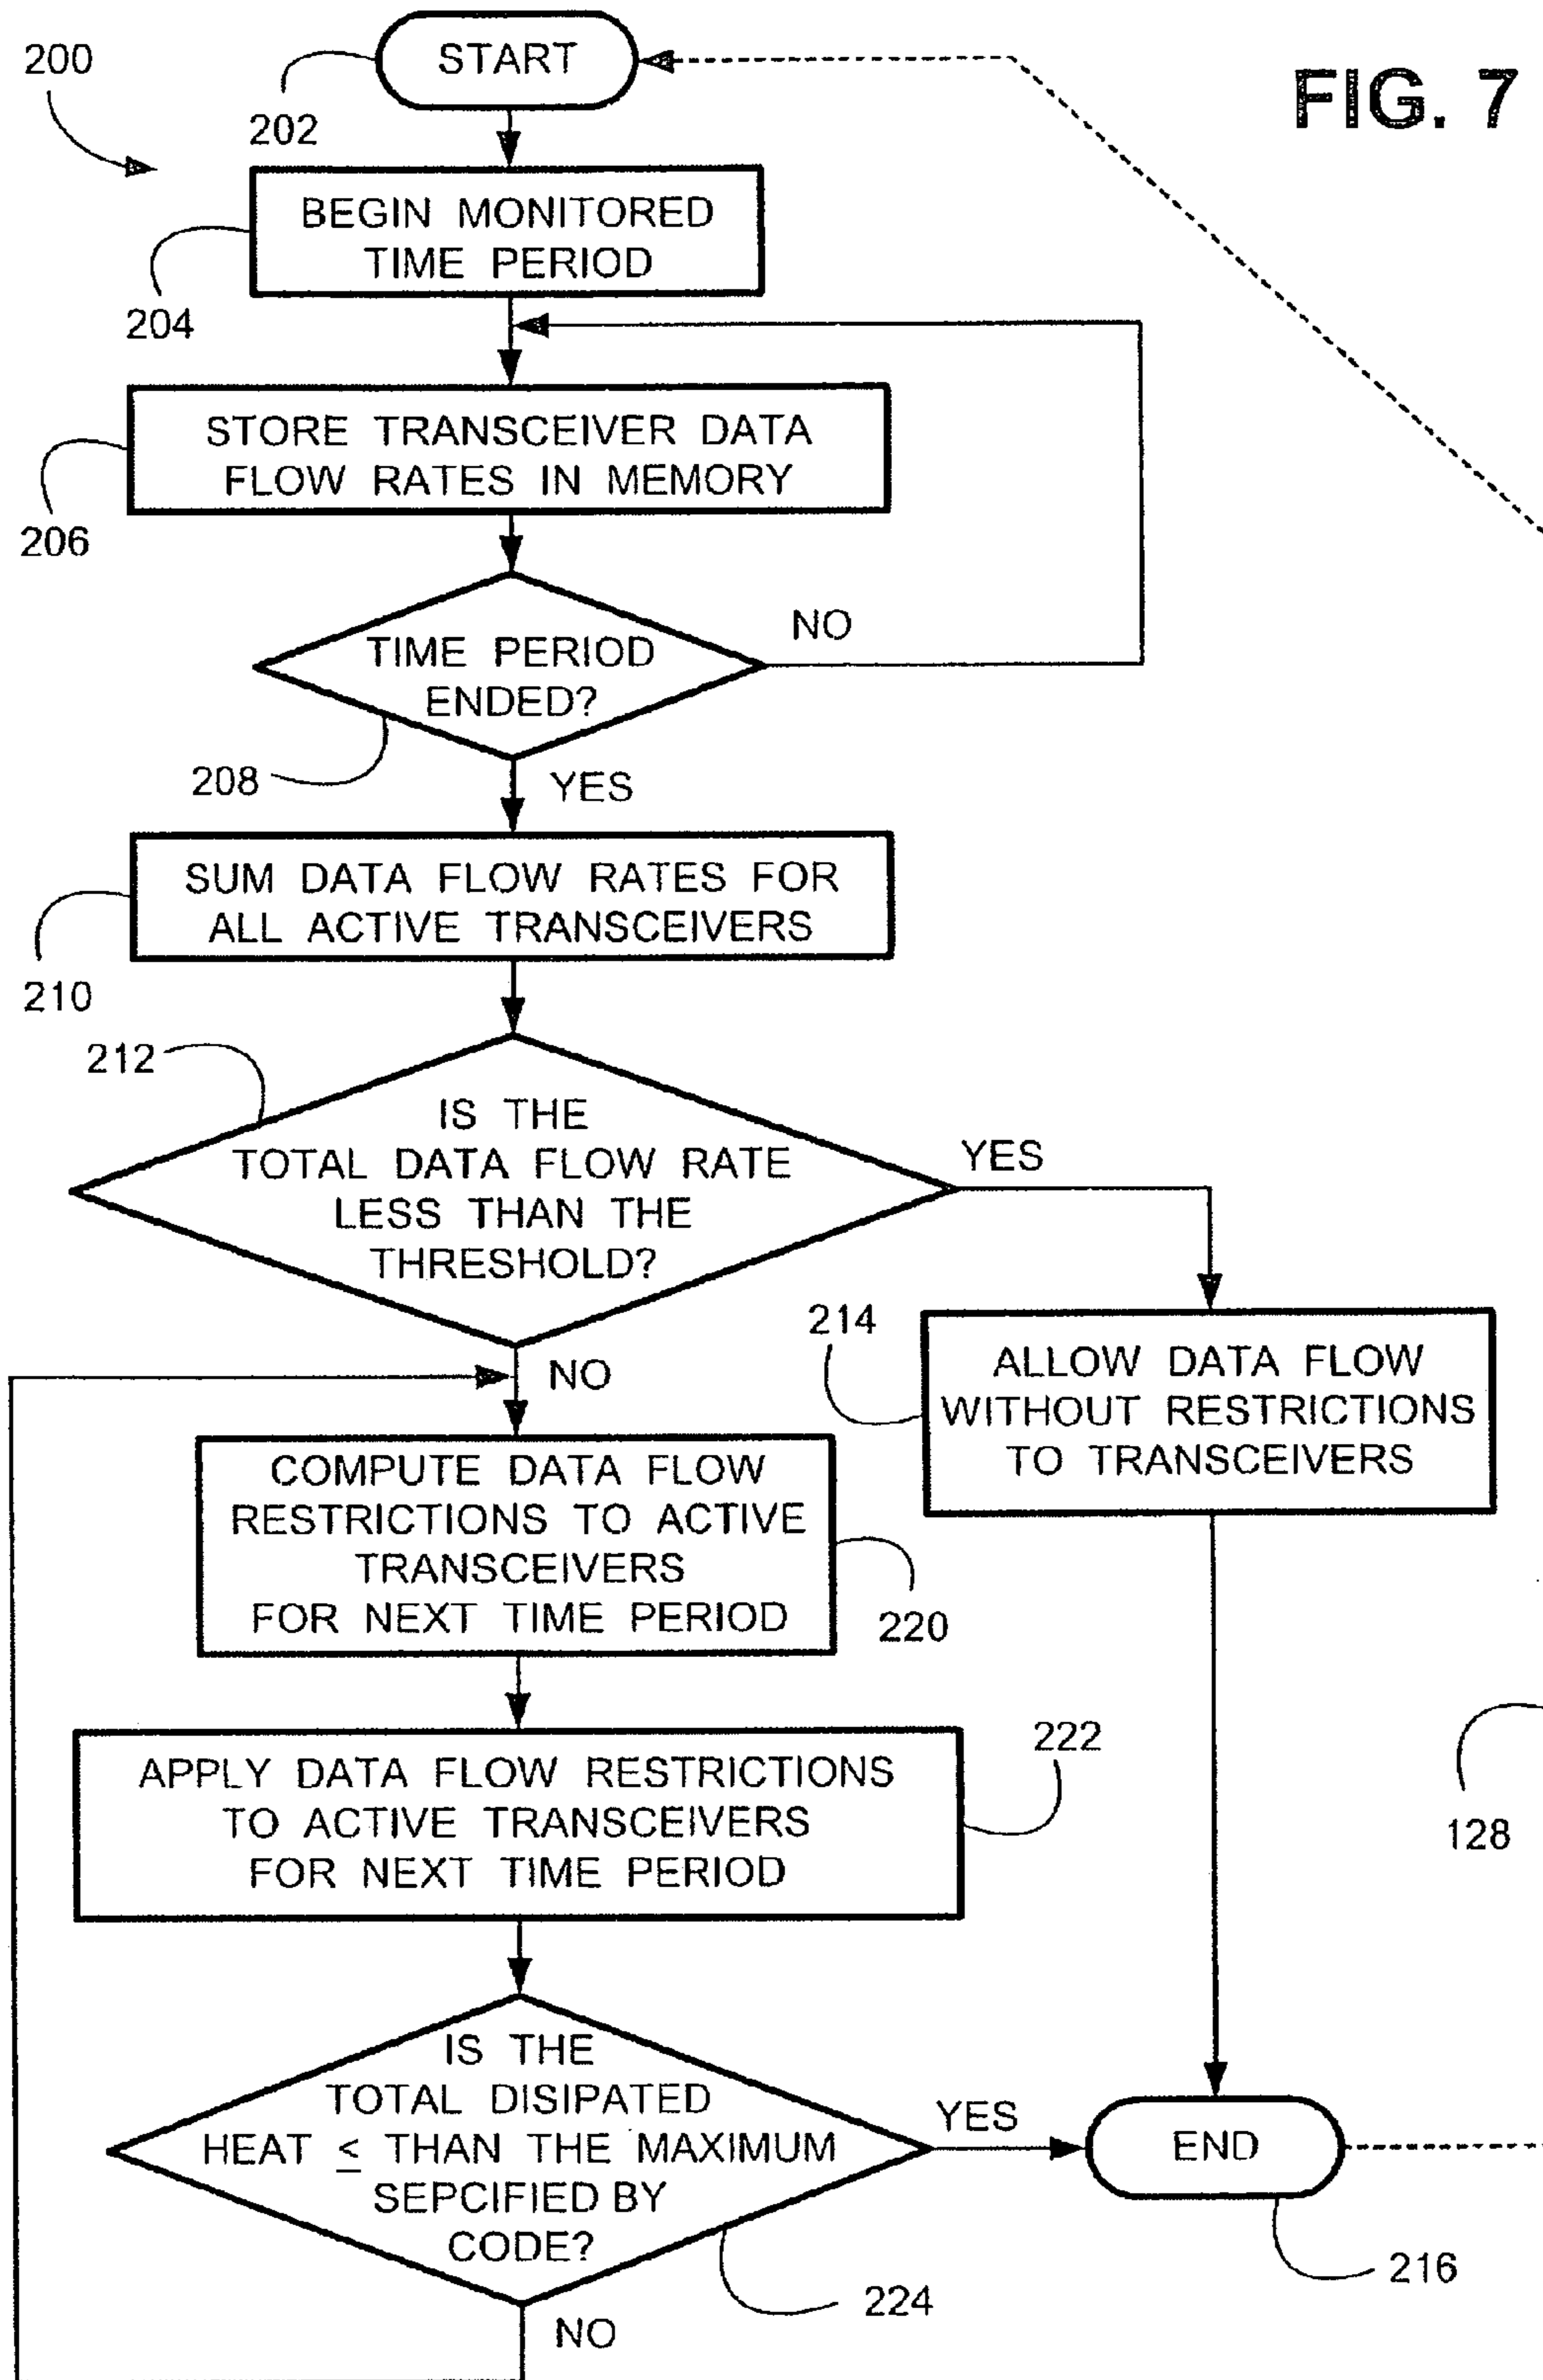 200
START
FIG. 7
202
BEGIN MONITORED
TIME PERIOD
204
STORE TRANSCEIVER DATA
FLOW RATES IN MEMORY
206
TIME PERIOD
ENDED?
NO
208
YES
SUM DATA FLOW RATES FOR
ALL ACTIVE TRANSCEIVERS
210
212
IS THE
TOTAL DATA FLOW RATE
LESS THAN THE
THRESHOLD?
YES
NO
214
ALLOW DATA FLOW
WITHOUT RESTRICTIONS
TO TRANSCEIVERS
COMPUTE DATA FLOW
RESTRICTIONS TO ACTIVE
TRANSCEIVERS
FOR NEXT TIME PERIOD
220
APPLY DATA FLOW RESTRICTIONS
TO ACTIVE TRANSCEIVERS
FOR NEXT TIME PERIOD
222
128
IS THE
TOTAL DISIPATED
HEAT ≤ THAN THE MAXIMUM
SEPCIFIED BY
CODE?
YES
END
216
224
NO